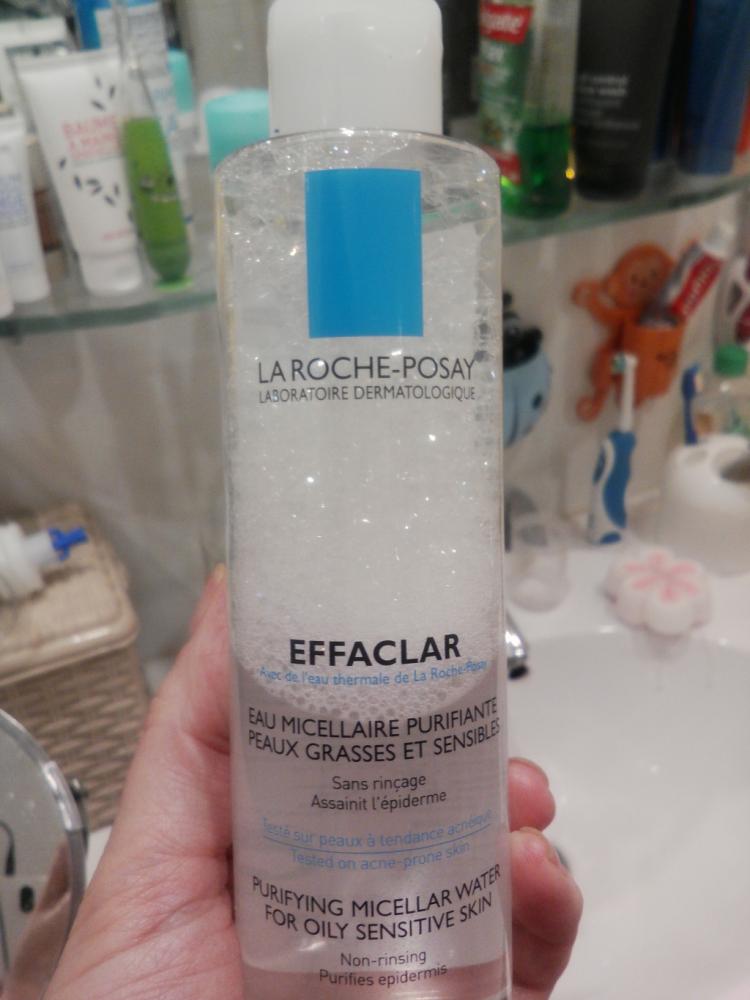 LA ROCHE-POSAY
LABORATOIRE DERMATOLOGIQUE
EFFACLAR
Avec de l'eau thermale de La Roche-Posay
EAU MICELLAIRE PURIFIANTE
PEAUX GRASSES ET SENSIBLES
Sans rinçage
Assainit l'épiderme
Testé sur peaux à tendance acnéique
Tested on acne-prone skin
PURIFYING MICELLAR WATER
FOR OILY SENSITIVE SKIN
Non-rinsing
Purifies epidermis
BAUME